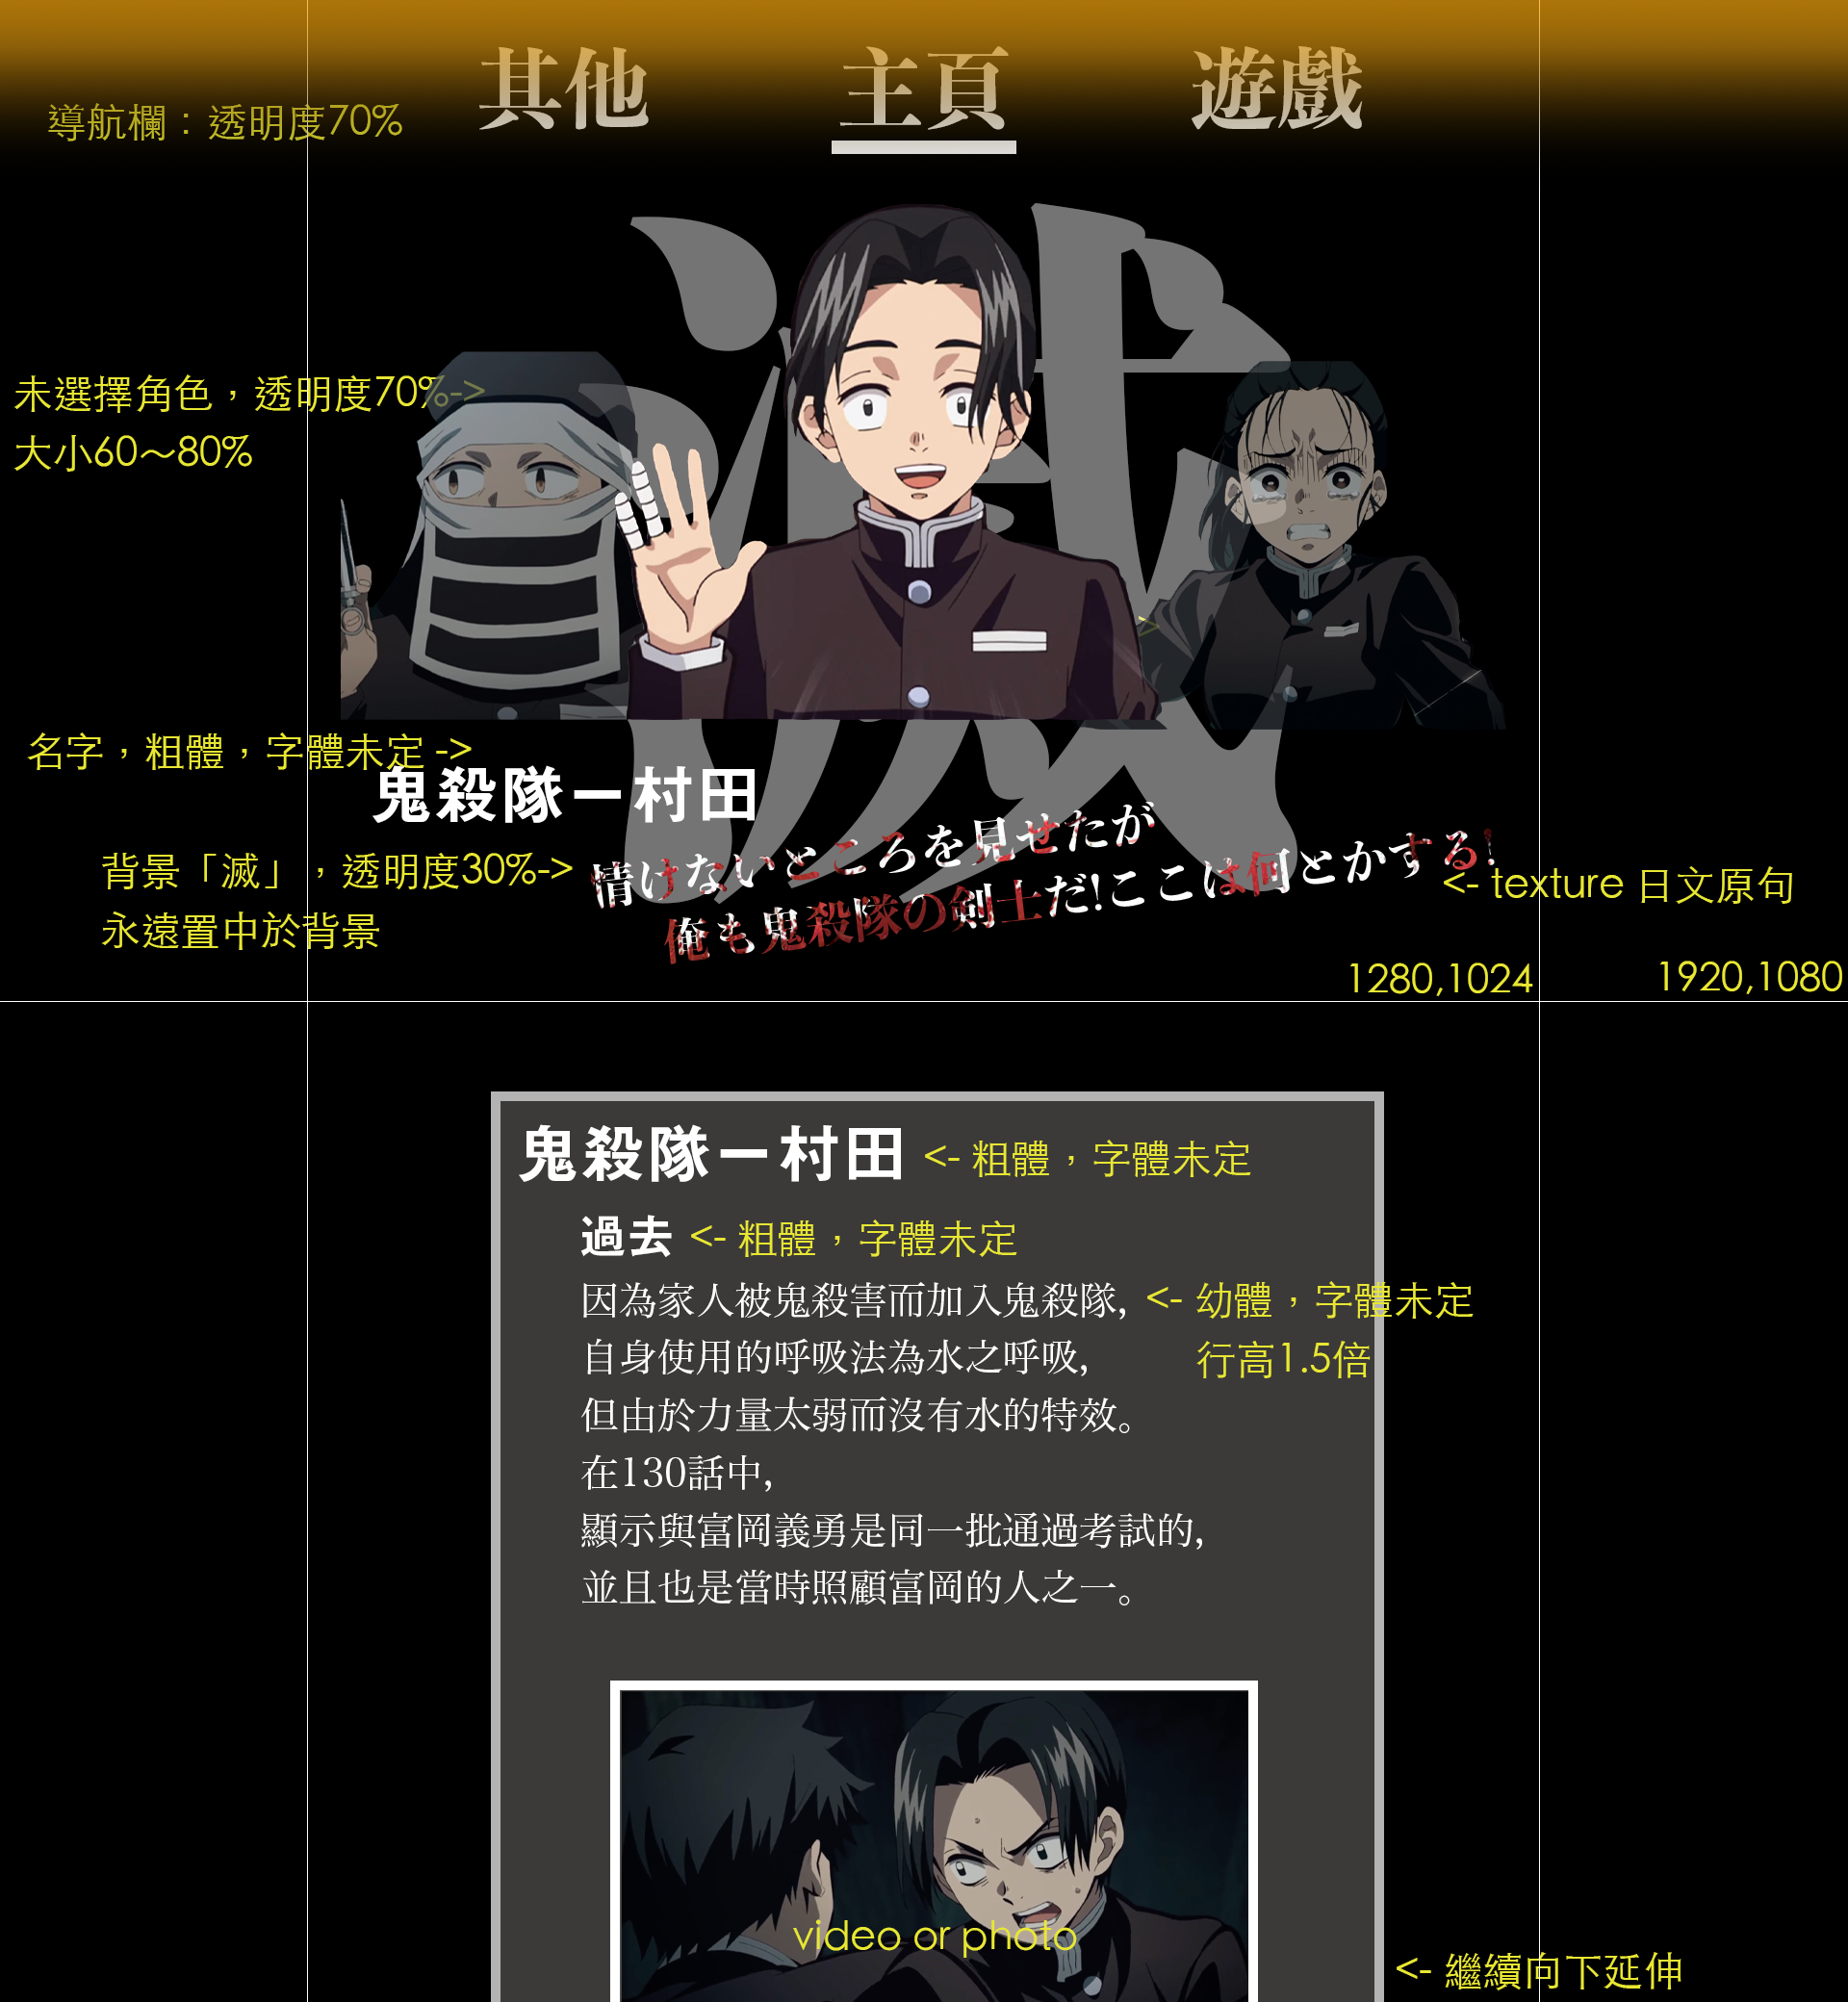 其他 主頁 遊戲
導航欄：透明度70%
滅
未選擇角色，透明度70%->
大小60～80%
名字，粗體，字體未定 ->
鬼殺隊－村田
情けないところを見せたが
俺も鬼殺隊の剣士だ!ここは何とかする!
背景「滅」，透明度30%->
永遠置中於背景
<- texture 日文原句
1280,1024
1920,1080
鬼殺隊－村田 <- 粗體，字體未定
過去 <- 粗體，字體未定
因為家人被鬼殺害而加入鬼殺隊, <- 幼體，字體未定
自身使用的呼吸法為水之呼吸, 行高1.5倍
但由於力量太弱而沒有水的特效。
在130話中,
顯示與富岡義勇是同一批通過考試的,
並且也是當時照顧富岡的人之一。
video or photo
<- 繼續向下延伸